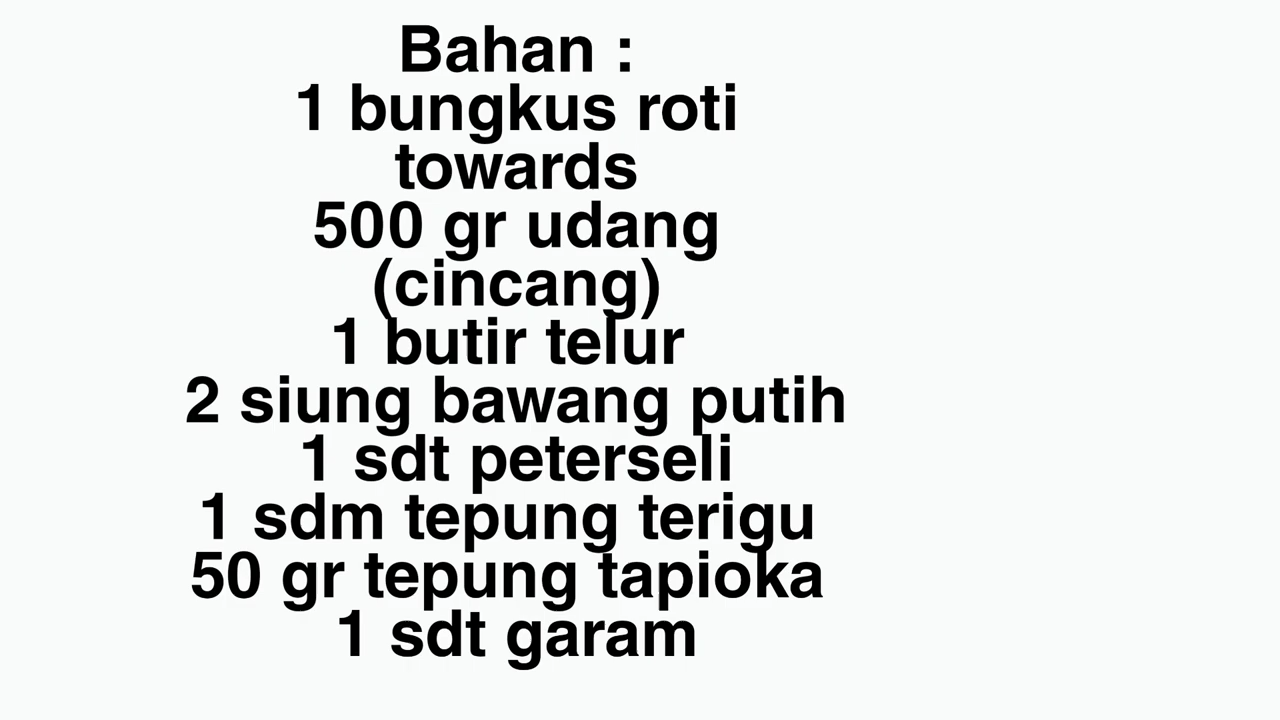 Bahan :
1 bungkus roti
towards
500 gr udang
(cincang)
1 butir telur
2 siung bawang putih
1 sdt peterseli
1 sdm tepung terigu
50 gr tepung tapioka
1 sdt garam